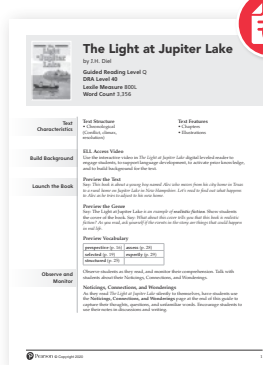 The Light at Jupiter Lake
by J.H. Diel
Guided Reading Level Q
DRA Level 40
Lexile Measure 800L
Word Count 3,356
Text
Characteristics
Text Structure
• Chronological
(Conflict, climax,
resolution)
Text Features
• Chapters
• Illustrations
Build Background
ELL Access Video
Use the interactive video in The Light at Jupiter Lake digital leveled reader to
engage students, to support language development, to activate prior knowledge,
and to build background for the text.
Launch the Book
Preview the Text
Say: This book is about a young boy named Alex who moves from his city home in Texas
to a rural home on Jupiter Lake in New Hampshire. Let's read to find out what happens
to Alex as he tries to adjust to his new home.
Preview the Genre
Say: The Light at Jupiter Lake is an example of realistic fiction. Show students
the cover of the book. Say: What about this cover tells you that this book is realistic
fiction? As you read, ask yourself if the events in the story are things that could happen
in real life.
Preview Vocabulary
perspective (p. 16) assess (p. 28)
selected (p. 19) expertly (p. 29)
structured (p. 25)
Observe and
Monitor
Observe students as they read, and monitor their comprehension. Talk with
students about their Noticings, Connections, and Wonderings.
Noticings, Connections, and Wonderings
As they read The Light at Jupiter Lake silently to themselves, have students use
the Noticings, Connections, and Wonderings page at the end of this guide to
capture their thoughts, questions, and unfamiliar words. Encourage students to
use their notes in discussions and writing.
Pearson © Copyright 2020
1